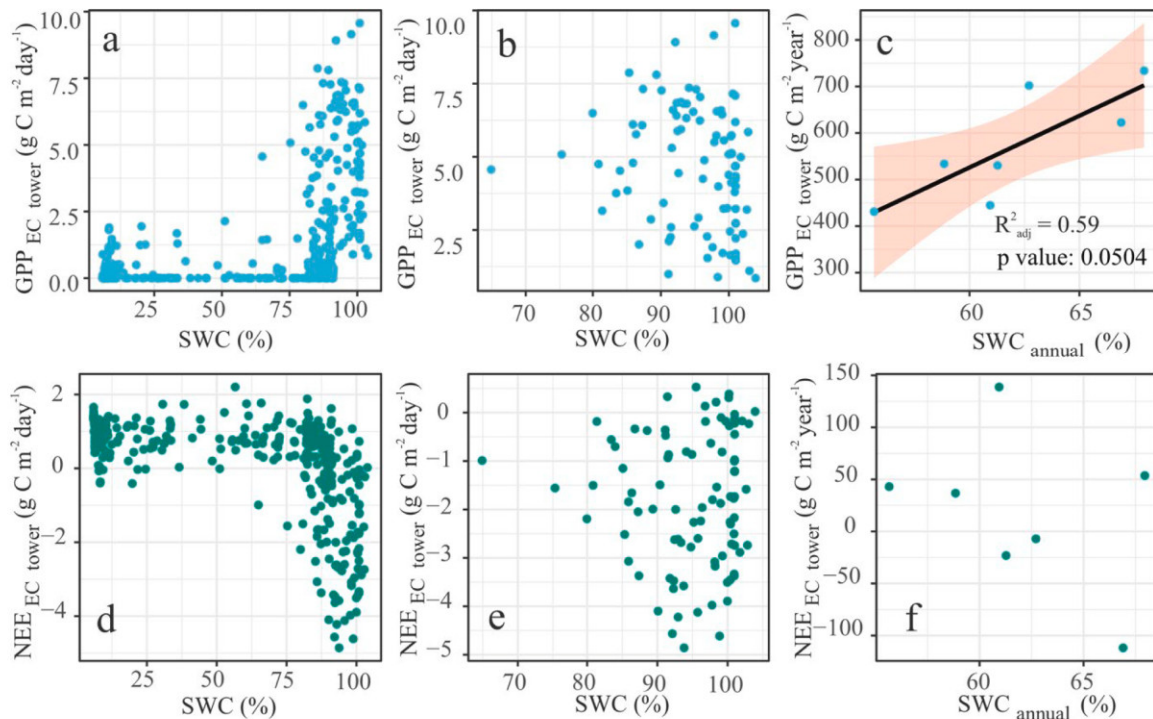 a
GPP EC tower (g C m⁻² day⁻¹)
10.0
7.5
5.0
2.5
0.0
25 50 75 100
SWC (%)
b
GPP EC tower (g C m⁻² day⁻¹)
10.0
7.5
5.0
2.5
70 80 90 100
SWC (%)
c
GPP EC tower (g C m⁻² year⁻¹)
800
700
600
500
400
300
R²adj = 0.59
p value: 0.0504
60 65
SWC annual (%)
d
NEE EC tower (g C m⁻² day⁻¹)
2
0
−2
−4
25 50 75 100
SWC (%)
e
NEE EC tower (g C m⁻² day⁻¹)
0
−1
−2
−3
−4
−5
70 80 90 100
SWC (%)
f
NEE EC tower (g C m⁻² year⁻¹)
150
100
50
0
−50
−100
60 65
SWC annual (%)